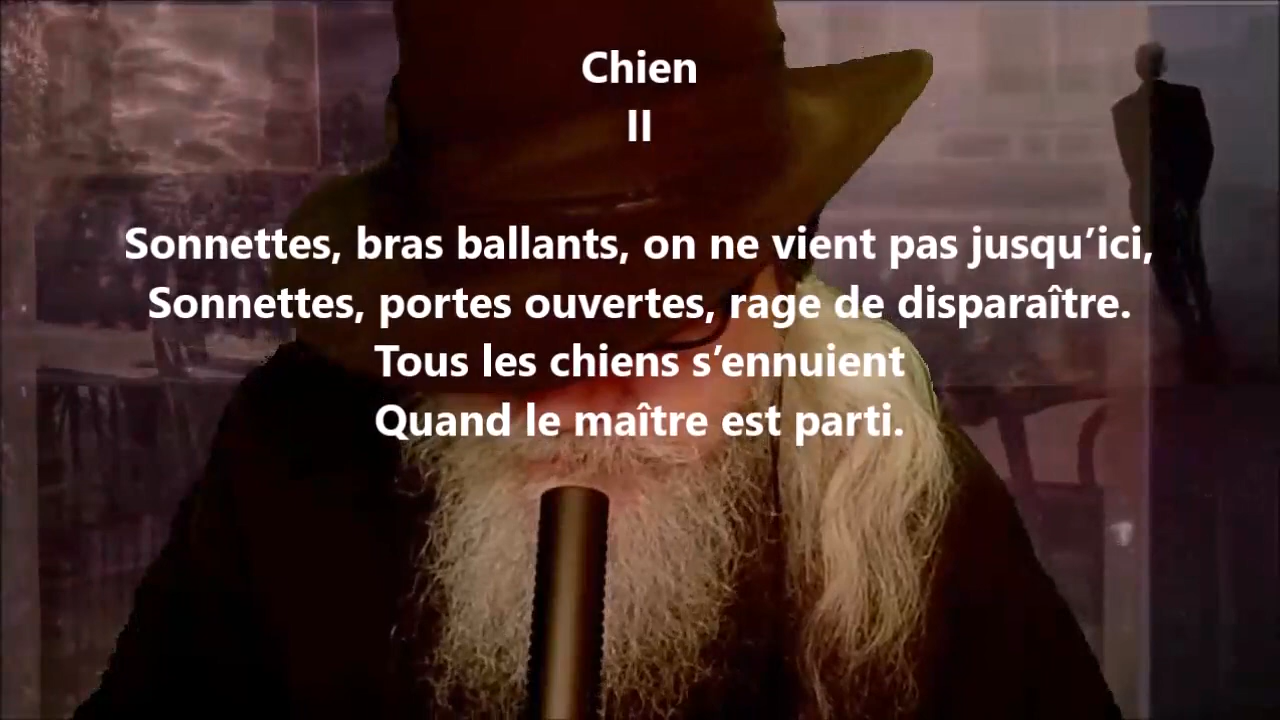 Chien
II
Sonnettes, bras ballants, on ne vient pas jusqu’ici,
Sonnettes, portes ouvertes, rage de disparaître.
Tous les chiens s’ennuient
Quand le maître est parti.